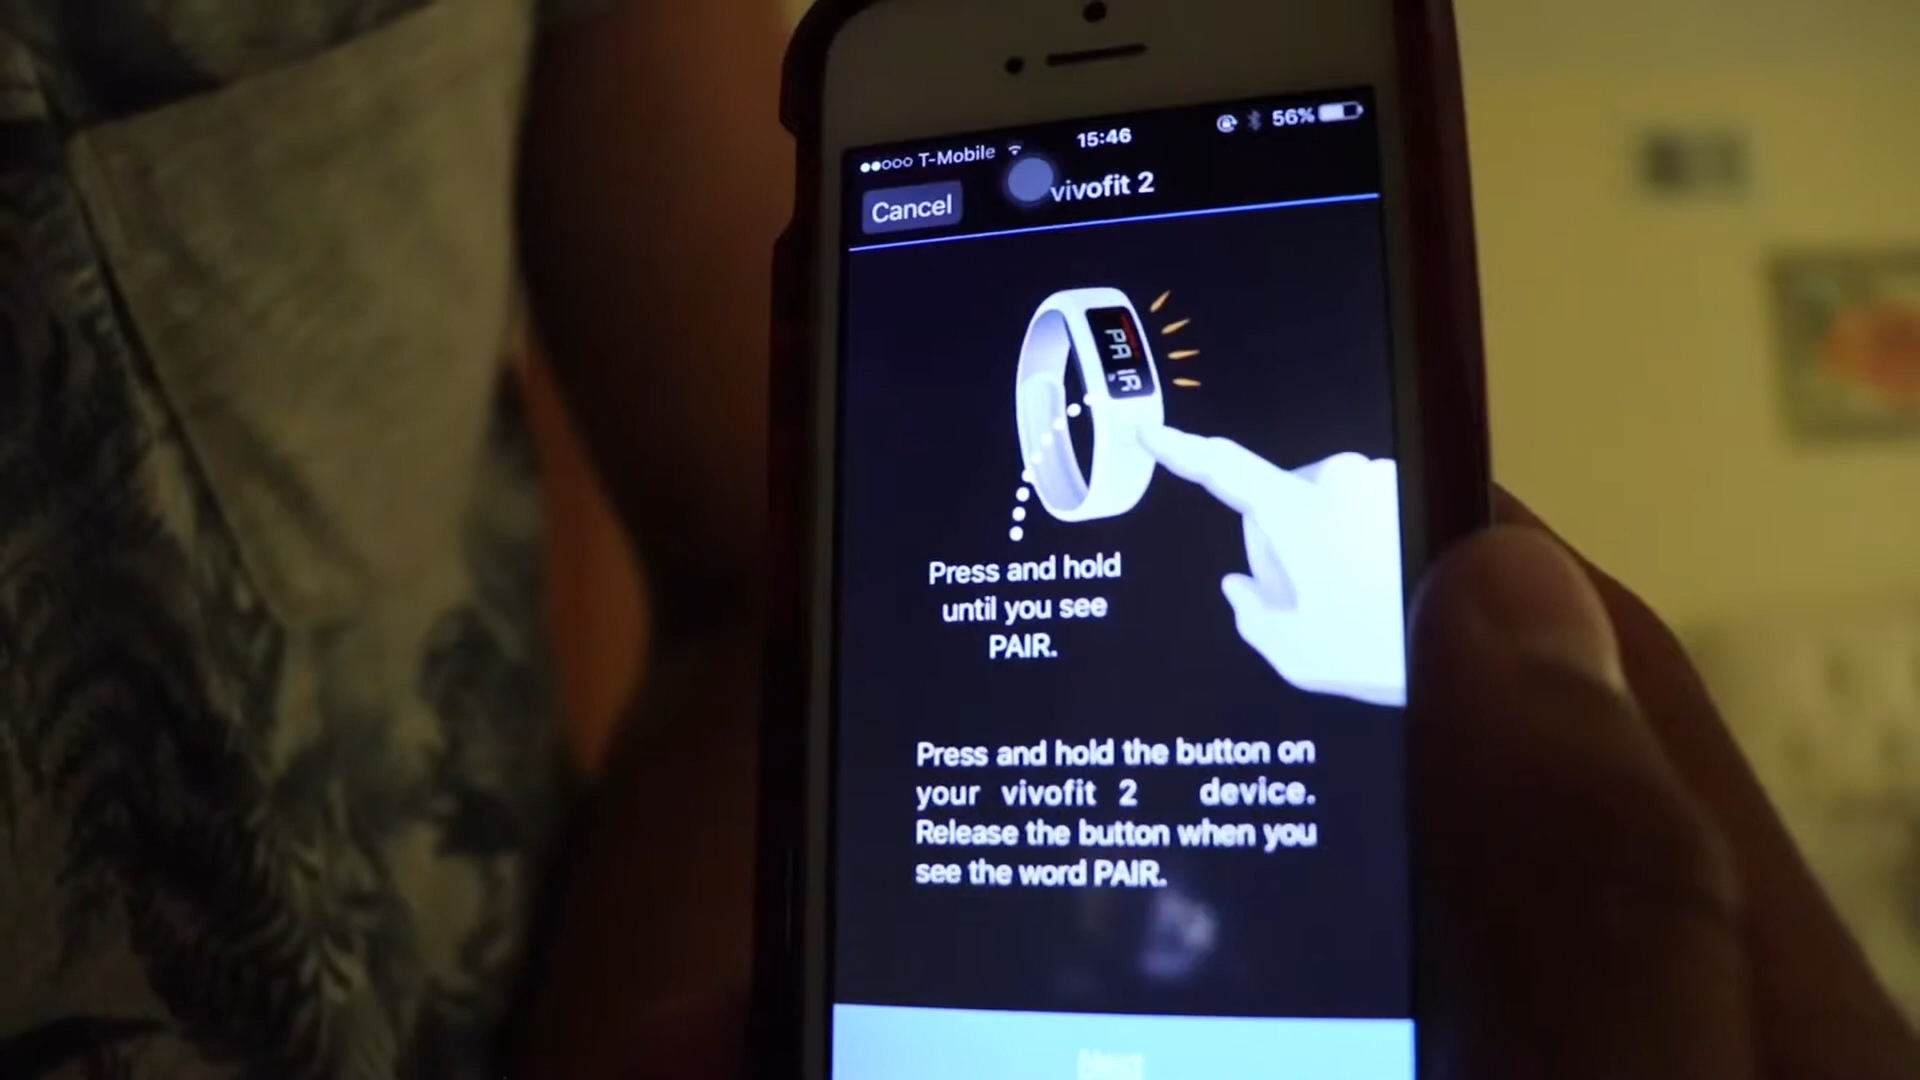 T-Mobile 15:46 56%
Cancel vivofit 2
PA
IR
Press and hold
until you see
PAIR.
Press and hold the button on
your vivofit 2 device.
Release the button when you
see the word PAIR.
Next